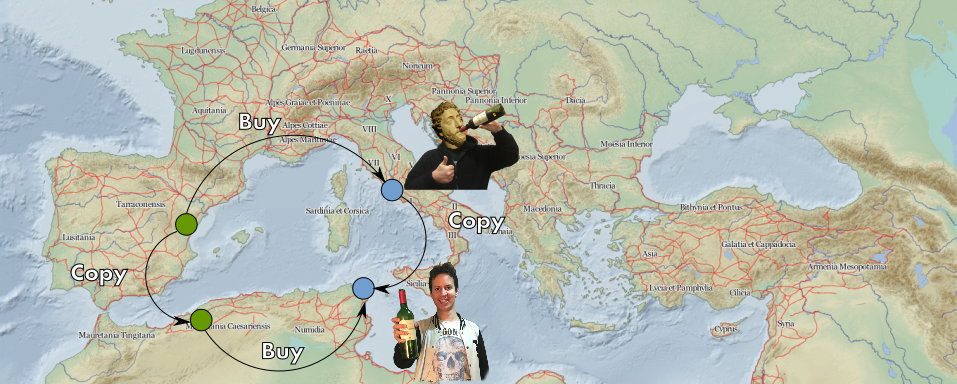 Belgica
Lugdunensis
Germania Superior
Raetia
Noricum
Aquitania
Alpes Graiae et Poeninae
X
Pannonia Superior
Pannonia Inferior
Dacia
Buy
Alpes Cottiae
Alpes Maritimae
VIII
VII
VI
V
oesia Superior
Moesia Inferior
Thracia
Tarraconensis
Sardinia et Corsica
II
III
Copy
Macedonia
Bithynia et Pontus
Lusitania
Asia
Galatia et Cappadocia
Armenia Mesopotamia
Copy
Sicilia
Lycia et Pamphylia
Cilicia
Mauretania Tingitana
Caesariensis
Numidia
Cyprus
Syria
Buy